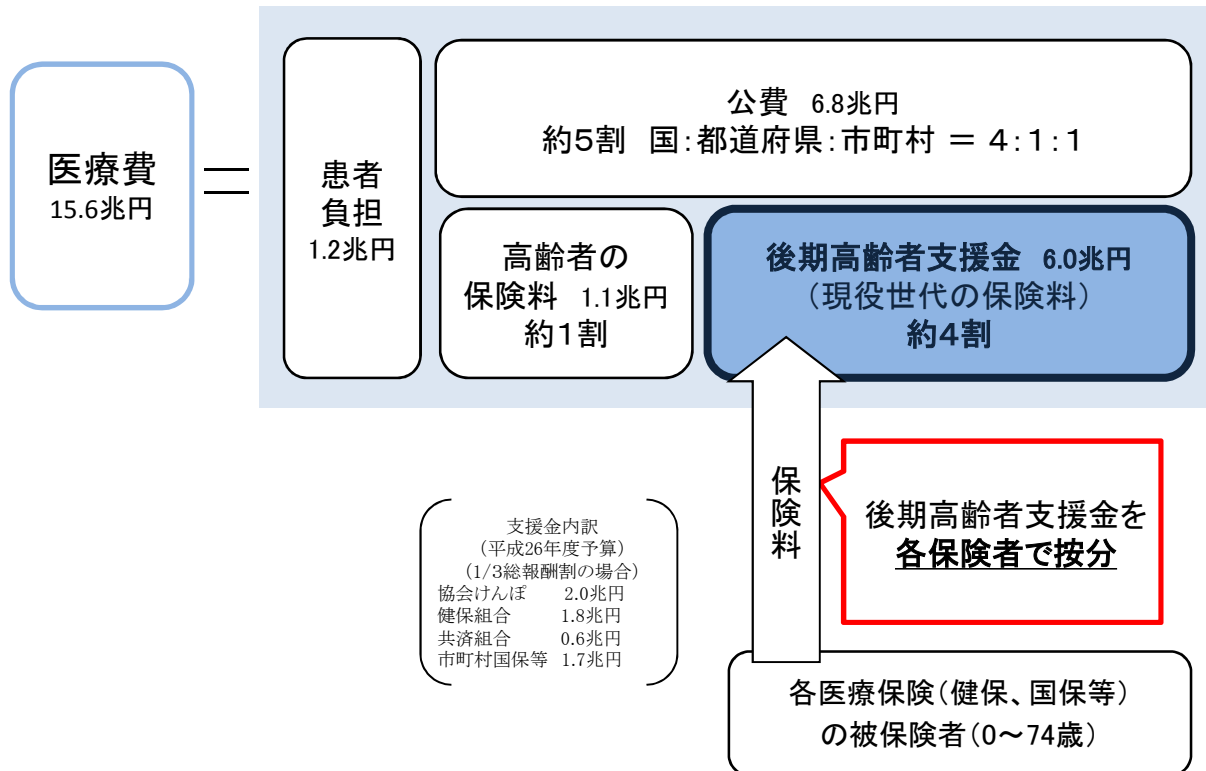 医療費
15.6兆円
=
患者
負担
1.2兆円
公費 6.8兆円
約5割 国:都道府県:市町村 = 4:1:1
高齢者の
保険料 1.1兆円
約1割
後期高齢者支援金 6.0兆円
(現役世代の保険料)
約4割
保険料
後期高齢者支援金を
各保険者で按分
支援金内訳
(平成26年度予算)
(1/3総報酬割の場合)
協会けんぽ 2.0兆円
健保組合 1.8兆円
共済組合 0.6兆円
市町村国保等 1.7兆円
各医療保険(健保、国保等)
の被保険者(0～74歳)